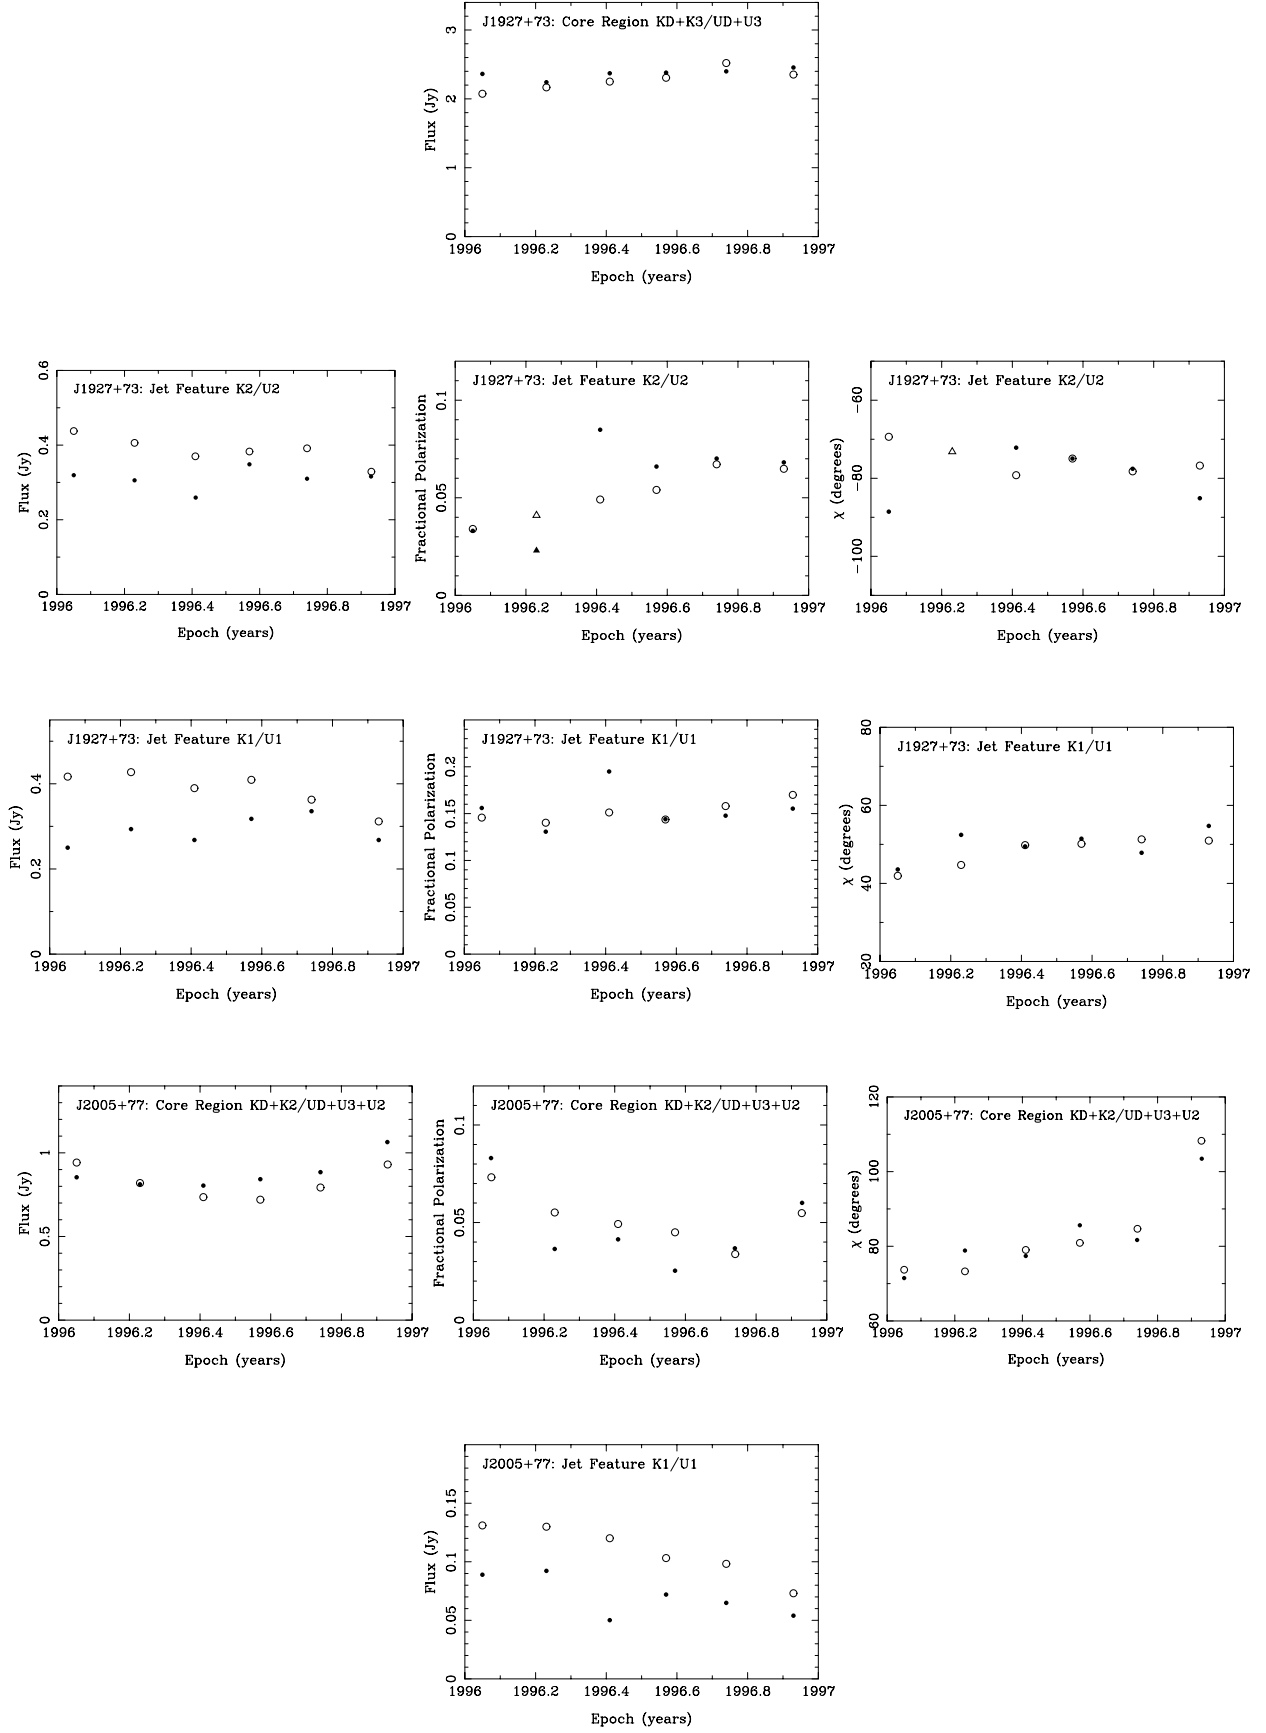 J1927+73: Core Region KD+K3/UD+U3
Flux (Jy)
3
2
1
0
1996 1996.2 1996.4 1996.6 1996.8 1997
Epoch (years)
J1927+73: Jet Feature K2/U2
Flux (Jy)
0.6
0.4
0.2
0
1996 1996.2 1996.4 1996.6 1996.8 1997
Epoch (years)
J1927+73: Jet Feature K2/U2
Fractional Polarization
0.1
0.05
0
1996 1996.2 1996.4 1996.6 1996.8 1997
Epoch (years)
J1927+73: Jet Feature K2/U2
χ (degrees)
−60
−80
−100
1996 1996.2 1996.4 1996.6 1996.8 1997
Epoch (years)
J1927+73: Jet Feature K1/U1
Flux (Jy)
0.4
0.2
0
1996 1996.2 1996.4 1996.6 1996.8 1997
Epoch (years)
J1927+73: Jet Feature K1/U1
Fractional Polarization
0.2
0.15
0.1
0.05
0
1996 1996.2 1996.4 1996.6 1996.8 1997
Epoch (years)
J1927+73: Jet Feature K1/U1
χ (degrees)
80
60
40
20
1996 1996.2 1996.4 1996.6 1996.8 1997
Epoch (years)
J2005+77: Core Region KD+K2/UD+U3+U2
Flux (Jy)
1
0.5
0
1996 1996.2 1996.4 1996.6 1996.8 1997
Epoch (years)
J2005+77: Core Region KD+K2/UD+U3+U2
Fractional Polarization
0.1
0.05
0
1996 1996.2 1996.4 1996.6 1996.8 1997
Epoch (years)
J2005+77: Core Region KD+K2/UD+U3+U2
χ (degrees)
120
100
80
60
1996 1996.2 1996.4 1996.6 1996.8 1997
Epoch (years)
J2005+77: Jet Feature K1/U1
Flux (Jy)
0.15
0.1
0.05
0
1996 1996.2 1996.4 1996.6 1996.8 1997
Epoch (years)